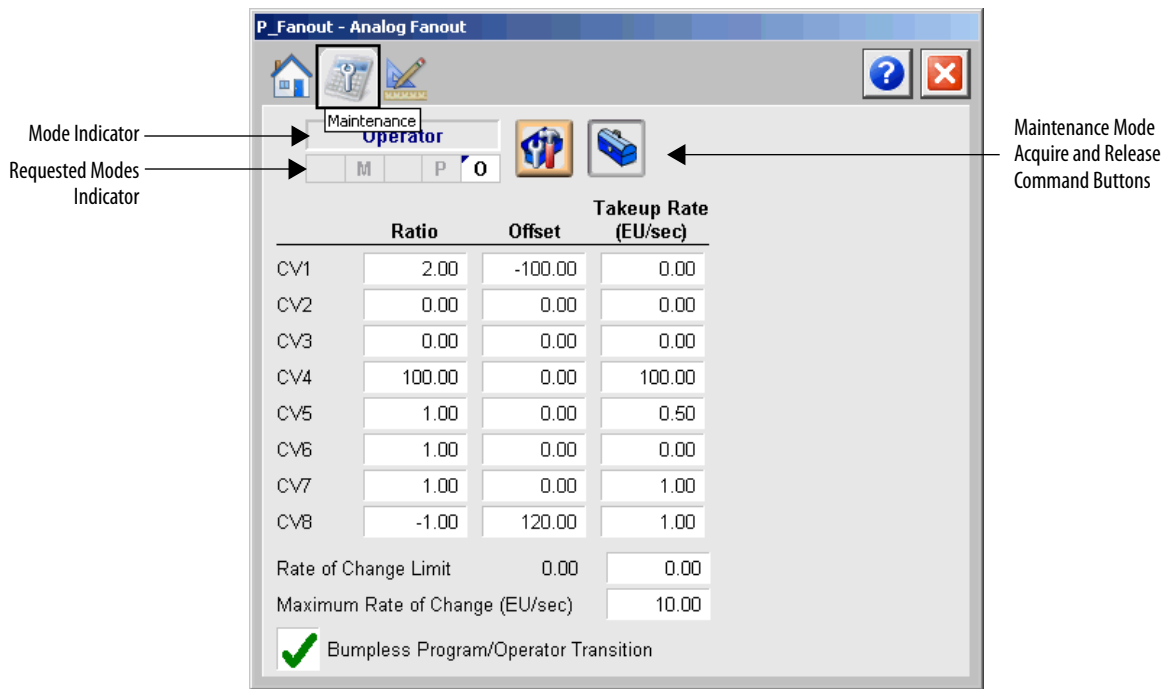 P_Fanout - Analog Fanout
?
Maintenance
Mode Indicator
Operator
Requested Modes
Indicator
M P O
Maintenance Mode
Acquire and Release
Command Buttons
Ratio Offset Takeup Rate
(EU/sec)
CV1 2.00 -100.00 0.00
CV2 0.00 0.00 0.00
CV3 0.00 0.00 0.00
CV4 100.00 0.00 100.00
CV5 1.00 0.00 0.50
CV6 1.00 0.00 0.00
CV7 1.00 0.00 1.00
CV8 -1.00 120.00 1.00
Rate of Change Limit 0.00 0.00
Maximum Rate of Change (EU/sec) 10.00
Bumpless Program/Operator Transition